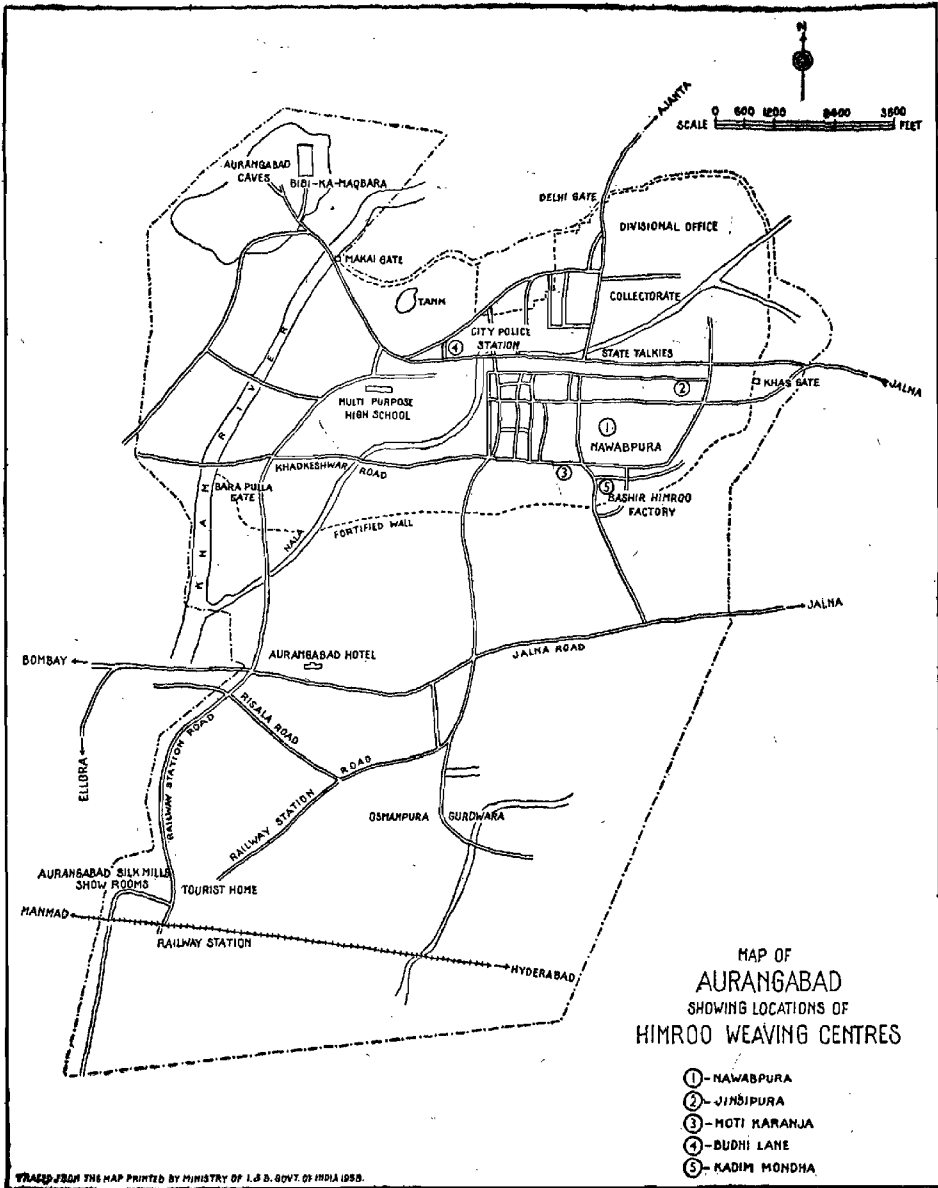 N
AJANTA
0 600 1200 2400 3600
SCALE FEET
AURANGABAD
CAVES
BIBI-KA-MAQBARA
DELHI GATE
DIVISIONAL OFFICE
MAKAI GATE
TANK
COLLECTORATE
CITY POLICE
STATION
4
STATE TALKIES
KHAS GATE
JALNA
2
MULTI PURPOSE
HIGH SCHOOL
1
NAWABPURA
KHADKESHWAR ROAD
3
5
BASHIR HIMROO
FACTORY
BARA PULLA
GATE
KHAM RIVER
NALA
FORTIFIED WALL
JALNA
BOMBAY
AURANGABAD HOTEL
JALNA ROAD
RISALA ROAD
RAILWAY STATION ROAD
ELLORA
RAILWAY STATION ROAD
OSMANPURA GURDWARA
AURANGABAD SILK MILLS
SHOW ROOMS
TOURIST HOME
MANMAD
RAILWAY STATION
HYDERABAD
MAP OF
AURANGABAD
SHOWING LOCATIONS OF
HIMROO WEAVING CENTRES
1-NAWABPURA
2-JINSIPURA
3-MOTI KARANJA
4-BUDHI LANE
5-KADIM MONDHA
TRACED FROM THE MAP PRINTED BY MINISTRY OF I.& B. GOVT. OF INDIA